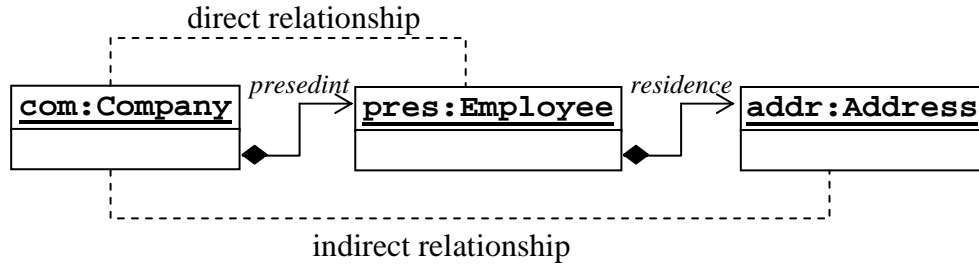 direct relationship
presedint
residence
com:Company
pres:Employee
addr:Address
indirect relationship